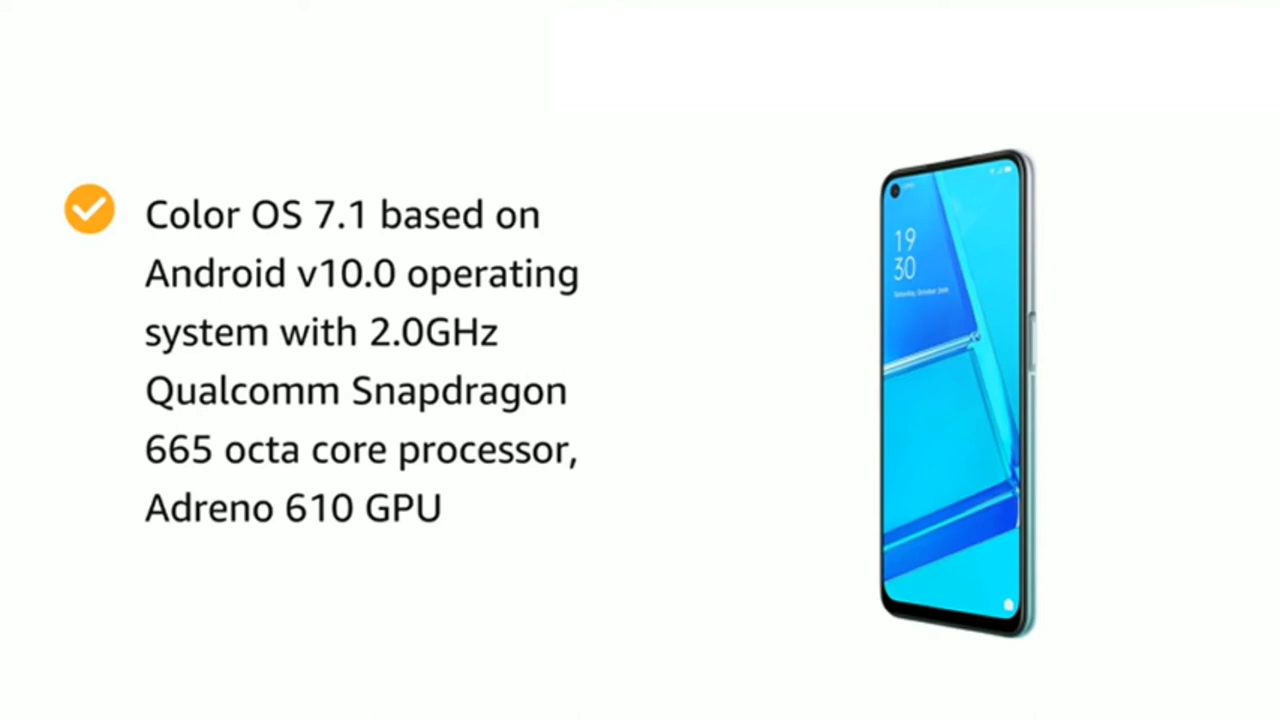 Color OS 7.1 based on
Android v10.0 operating
system with 2.0GHz
Qualcomm Snapdragon
665 octa core processor,
Adreno 610 GPU
19
30